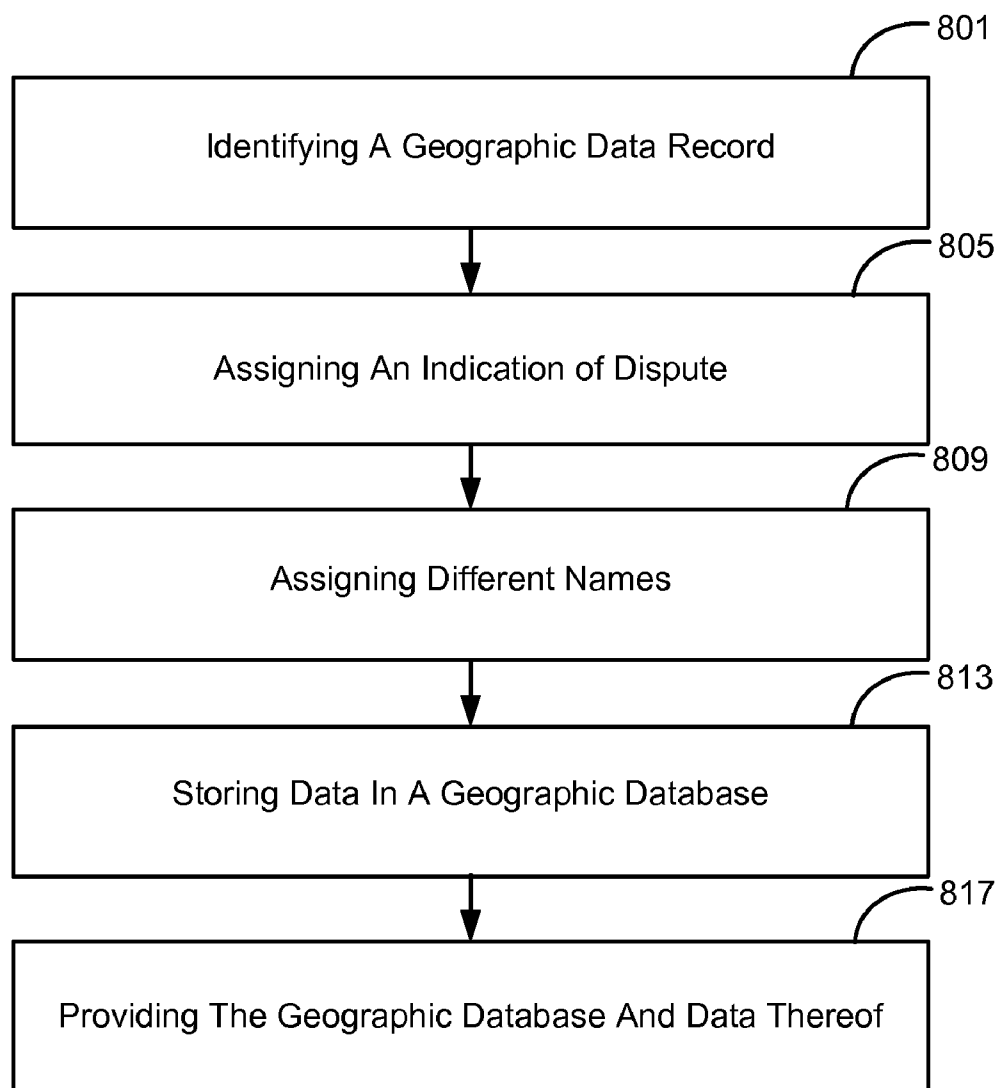 801
Identifying A Geographic Data Record
805
Assigning An Indication of Dispute
809
Assigning Different Names
813
Storing Data In A Geographic Database
817
Providing The Geographic Database And Data Thereof